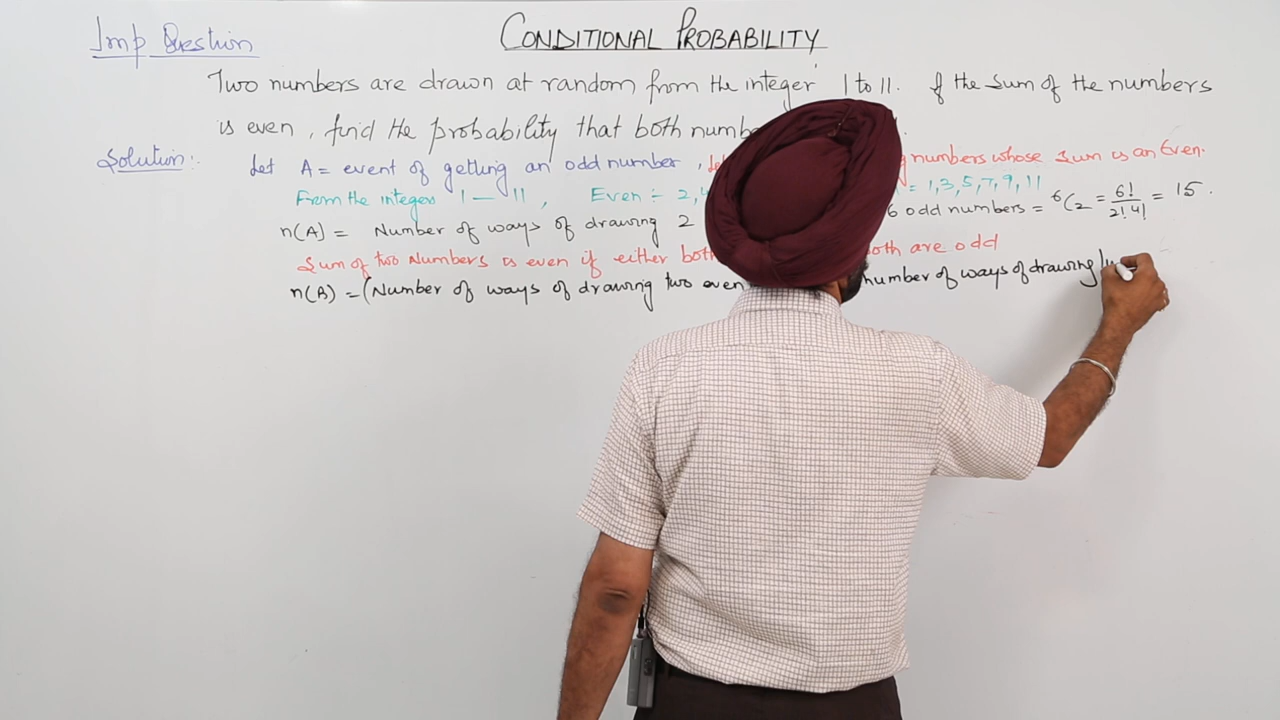 Imp Question
CONDITIONAL PROBABILITY
Two numbers are drawn at random from the integer 1 to 11. If the sum of the numbers
is even, find the probability that both numbe
Solution:- Let A = event of getting an odd number, numbers whose sum is an Even.
From the integers 1 — 11, Even :- 2, = 1,3,5,7,9,11
n(A) = Number of ways of drawing 2 6 odd numbers = ⁶C₂ = 6!/2!4! = 15.
Sum of two Numbers is even if either both both are odd
n(B) = (Number of ways of drawing two even number of ways of drawing